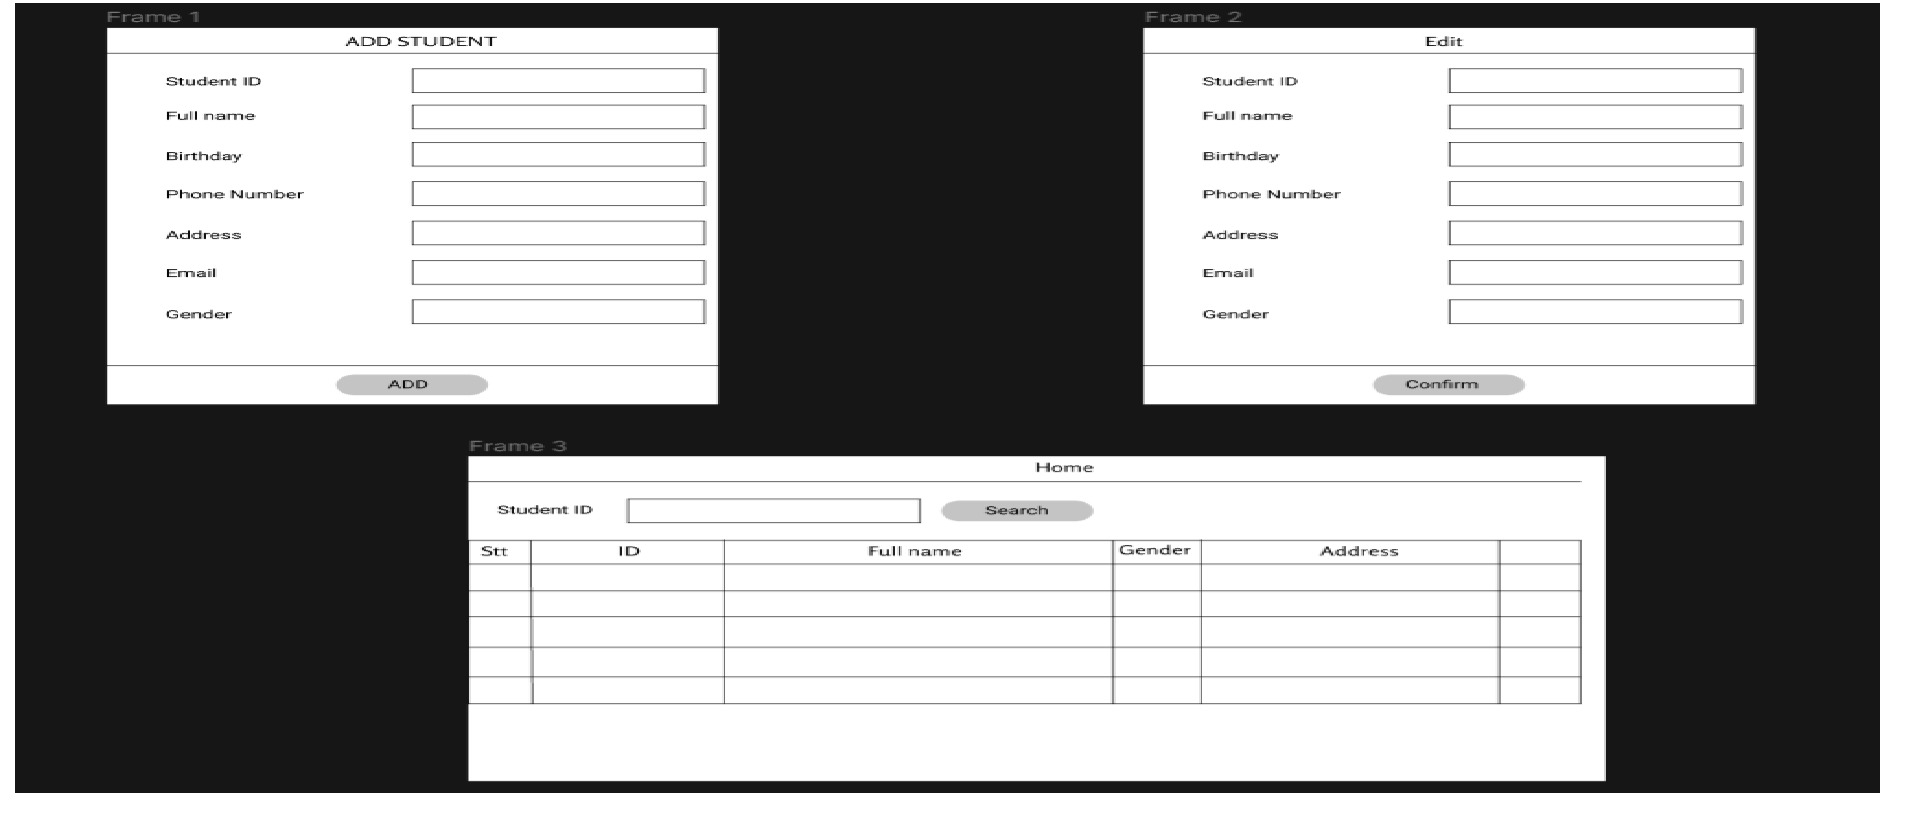 Frame 1
ADD STUDENT
Student ID
Full name
Birthday
Phone Number
Address
Email
Gender
ADD
Frame 2
Edit
Student ID
Full name
Birthday
Phone Number
Address
Email
Gender
Confirm
Frame 3
Home
Student ID Search
Stt ID Full name Gender Address